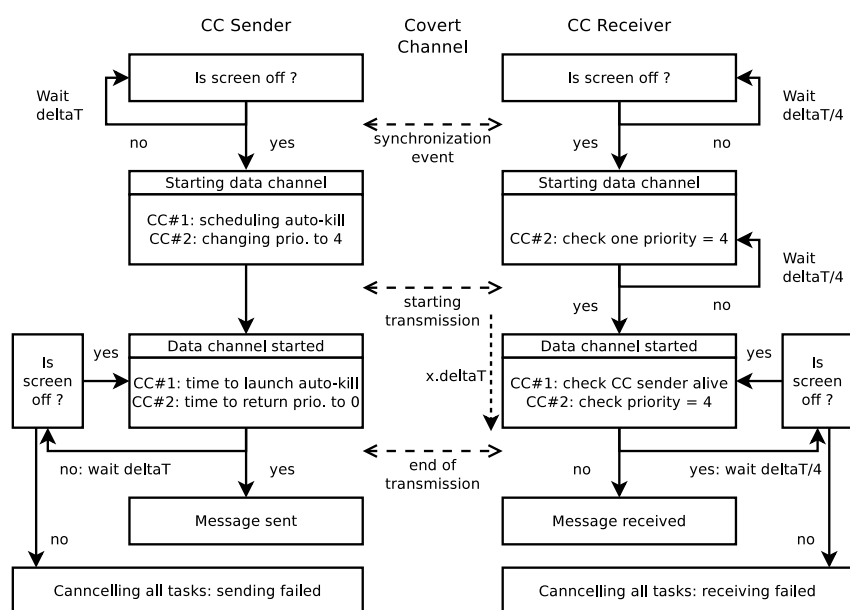 CC Sender
Covert
Channel
CC Receiver
Is screen off ?
Is screen off ?
Wait
deltaT
Wait
deltaT/4
no
yes
synchronization
event
yes
no
Starting data channel
CC#1: scheduling auto-kill
CC#2: changing prio. to 4
Starting data channel
CC#2: check one priority = 4
Wait
deltaT/4
starting
transmission
yes
no
Is
screen
off ?
yes
Data channel started
CC#1: time to launch auto-kill
CC#2: time to return prio. to 0
x.deltaT
Data channel started
CC#1: check CC sender alive
CC#2: check priority = 4
yes
Is
screen
off ?
no: wait deltaT
yes
end of
transmission
no
yes: wait deltaT/4
Message sent
Message received
no
no
Canncelling all tasks: sending failed
Canncelling all tasks: receiving failed